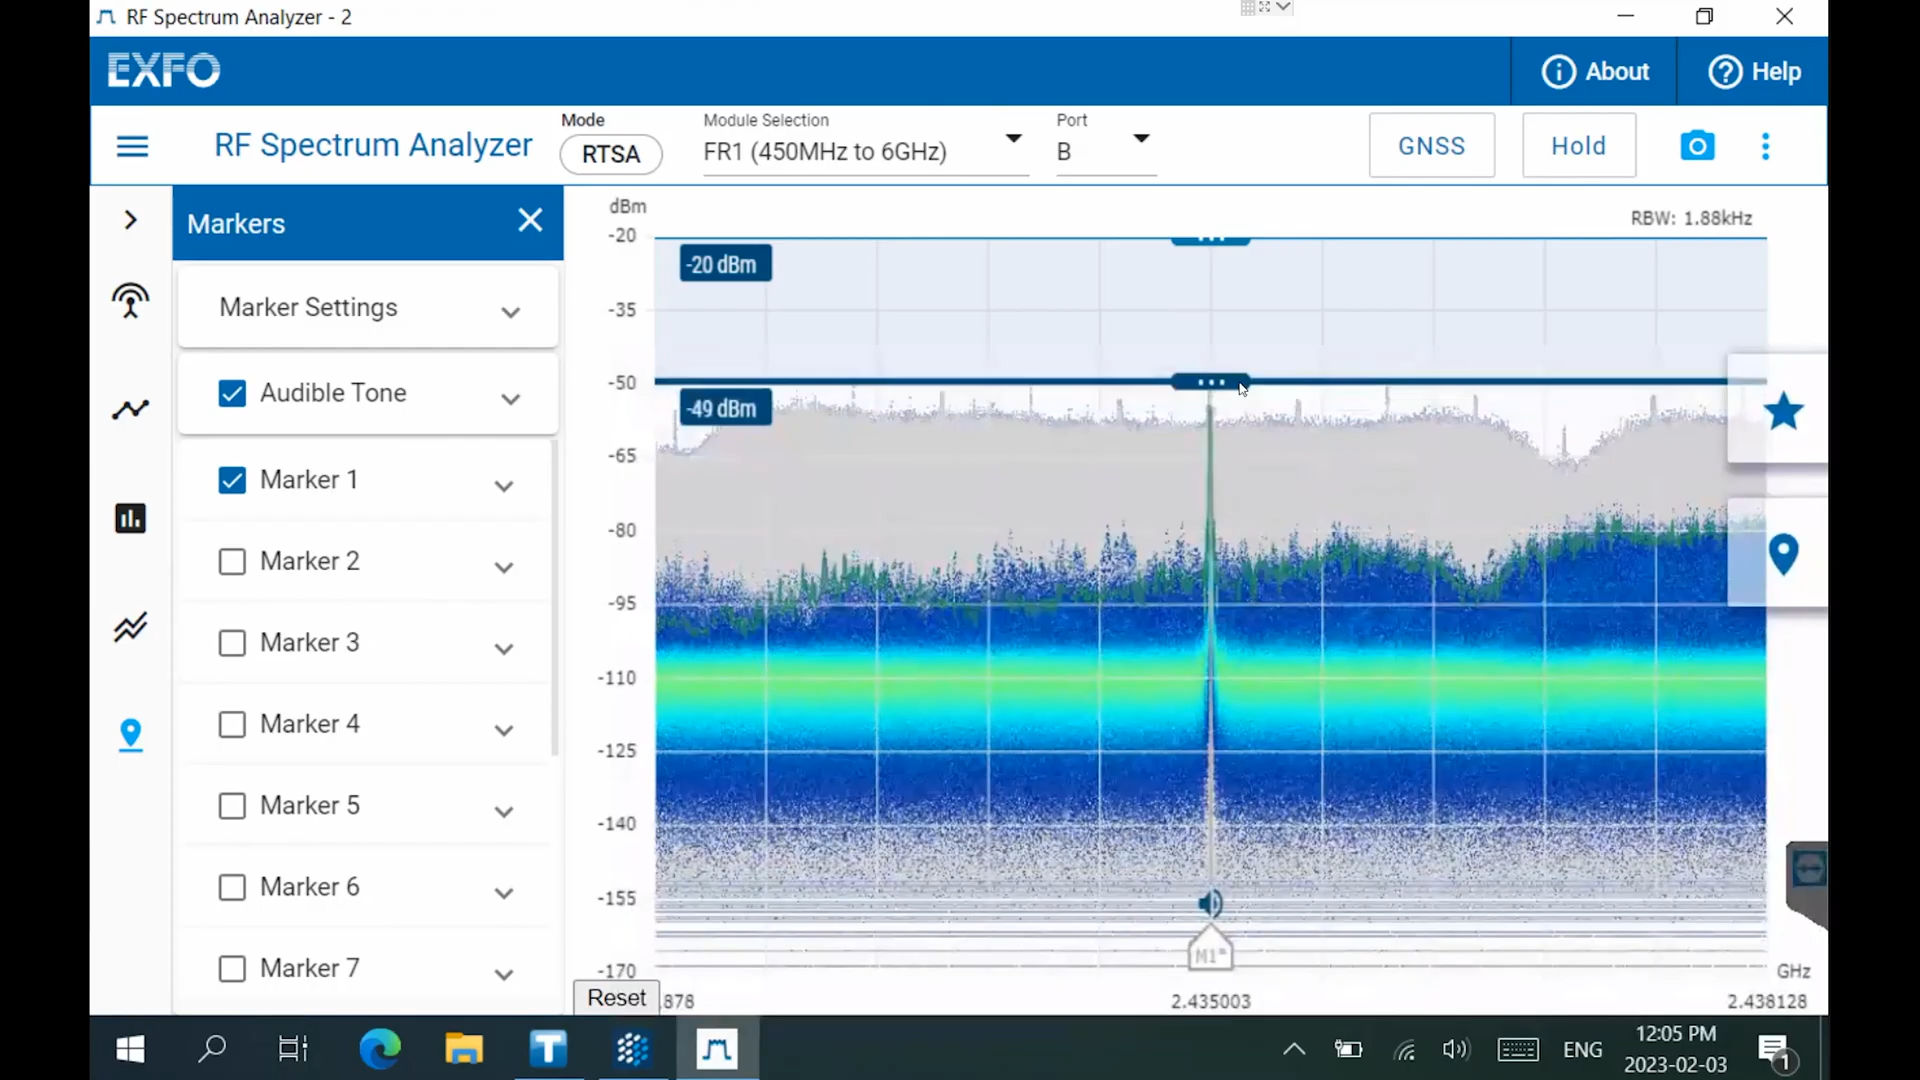 RF Spectrum Analyzer - 2
EXFO
About
Help
RF Spectrum Analyzer
Mode
RTSA
Module Selection
FR1 (450MHz to 6GHz)
Port
B
GNSS
Hold
Markers
Marker Settings
Audible Tone
Marker 1
Marker 2
Marker 3
Marker 4
Marker 5
Marker 6
Marker 7
dBm
RBW: 1.88kHz
-20
-20 dBm
-35
-50
-49 dBm
-65
-80
-95
-110
-125
-140
-155
-170
M1
GHz
Reset
.878
2.435003
2.438128
ENG
12:05 PM
2023-02-03
1